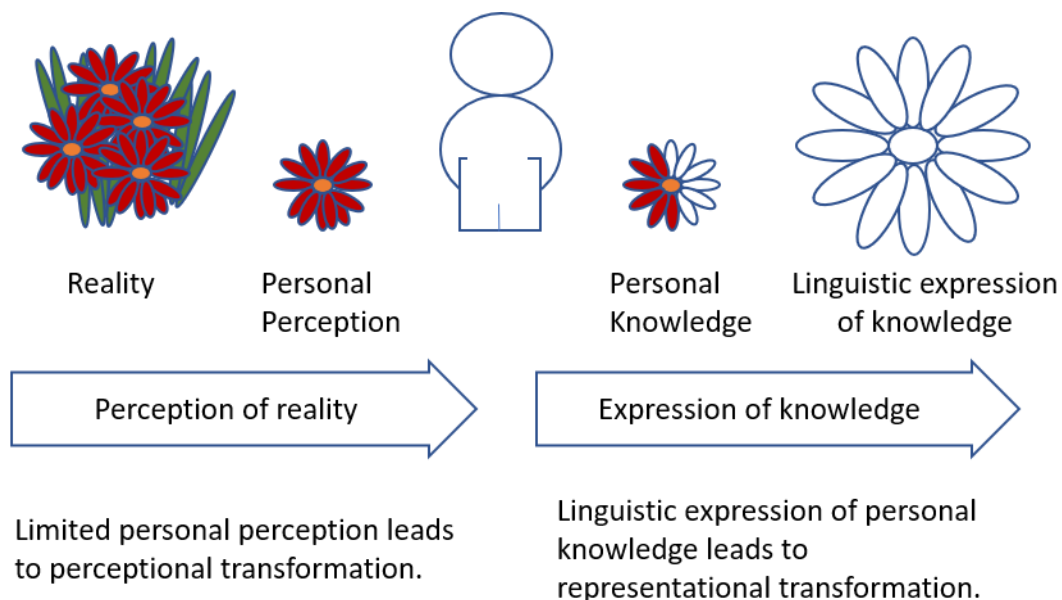 Reality
Personal
Perception
Personal
Knowledge
Linguistic expression
of knowledge
Perception of reality
Expression of knowledge
Limited personal perception leads
to perceptional transformation.
Linguistic expression of personal
knowledge leads to
representational transformation.